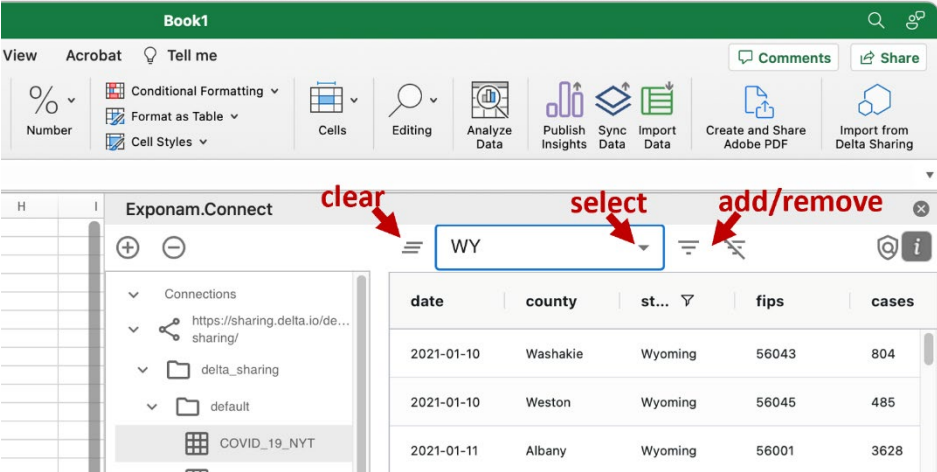 Book1
View Acrobat Tell me Comments Share
Conditional Formatting
Format as Table
Cell Styles
Number
Cells
Editing
Analyze
Data
Publish
Insights
Sync
Data
Import
Data
Create and Share
Adobe PDF
Import from
Delta Sharing
H I
Exponam.Connect
clear select add/remove
WY
Connections
https://sharing.delta.io/de...
sharing/
delta_sharing
default
COVID_19_NYT
date county st... fips cases
2021-01-10 Washakie Wyoming 56043 804
2021-01-10 Weston Wyoming 56045 485
2021-01-11 Albany Wyoming 56001 3628